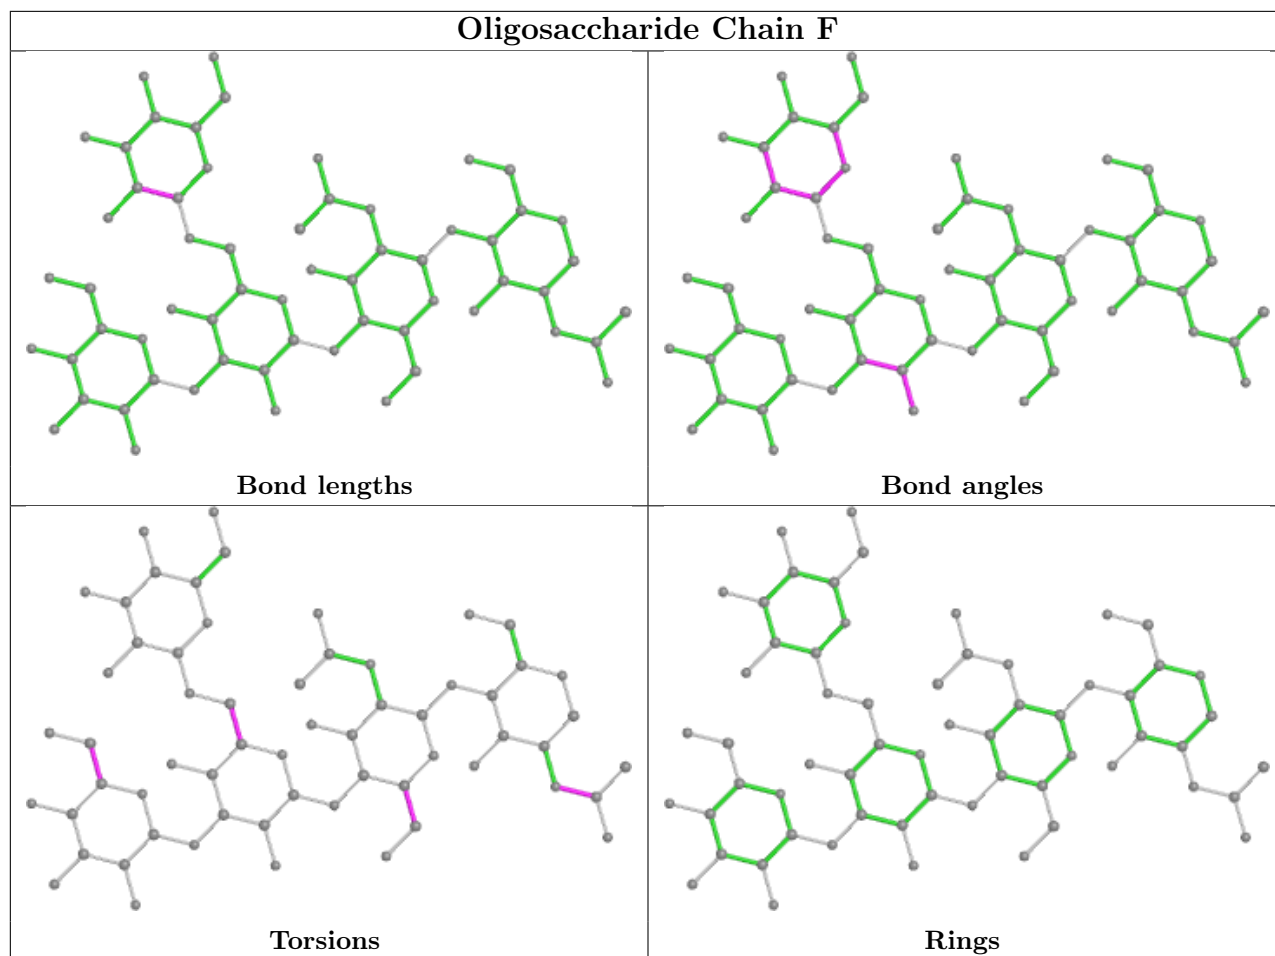 Oligosaccharide Chain F
Bond lengths
Bond angles
Torsions
Rings